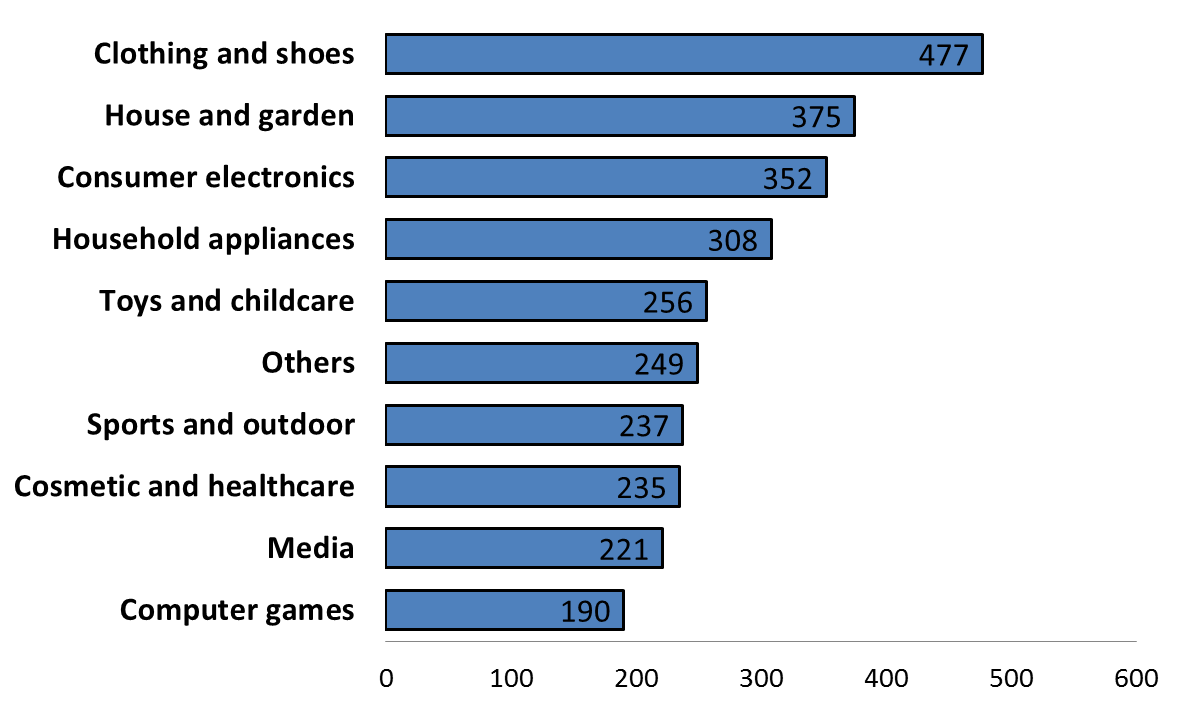 Clothing and shoes 477
House and garden 375
Consumer electronics 352
Household appliances 308
Toys and childcare 256
Others 249
Sports and outdoor 237
Cosmetic and healthcare 235
Media 221
Computer games 190
0 100 200 300 400 500 600